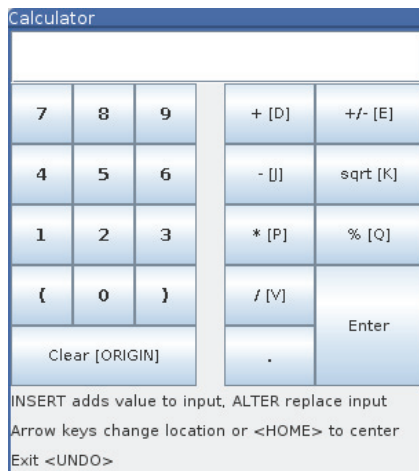 Calculator
7 8 9 + [D] +/- [E]
4 5 6 - [J] sqrt [K]
1 2 3 * [P] % [Q]
( 0 ) / [V]
Enter
Clear [ORIGIN] .
INSERT adds value to input, ALTER replace input
Arrow keys change location or <HOME> to center
Exit <UNDO>